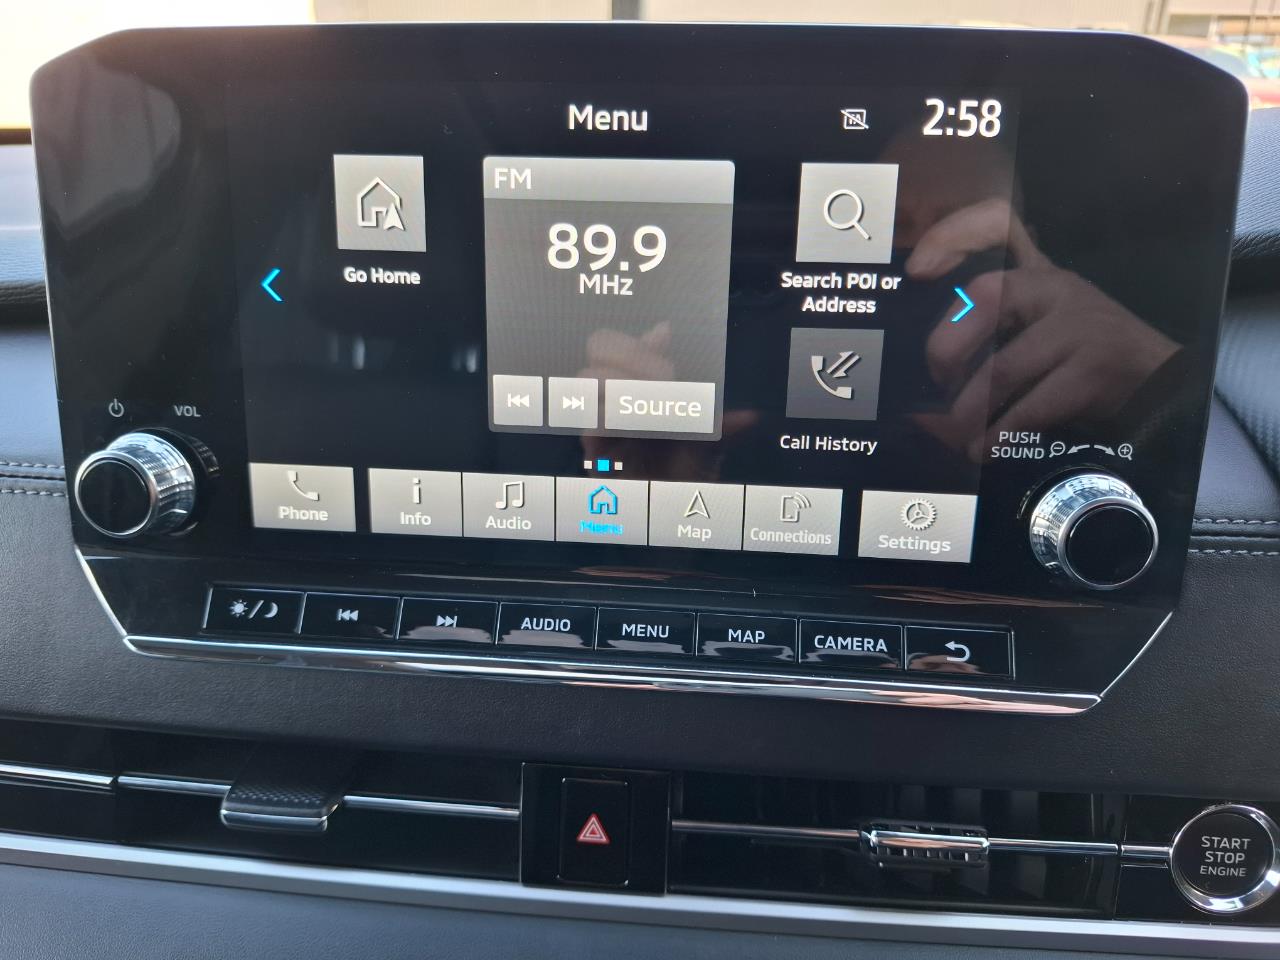 Menu
TA
2:58
FM
89.9
MHz
Source
Go Home
Search POI or
Address
Call History
VOL
PUSH
SOUND
Phone
Info
Audio
Menu
Map
Connections
Settings
AUDIO
MENU
MAP
CAMERA
START
STOP
ENGINE